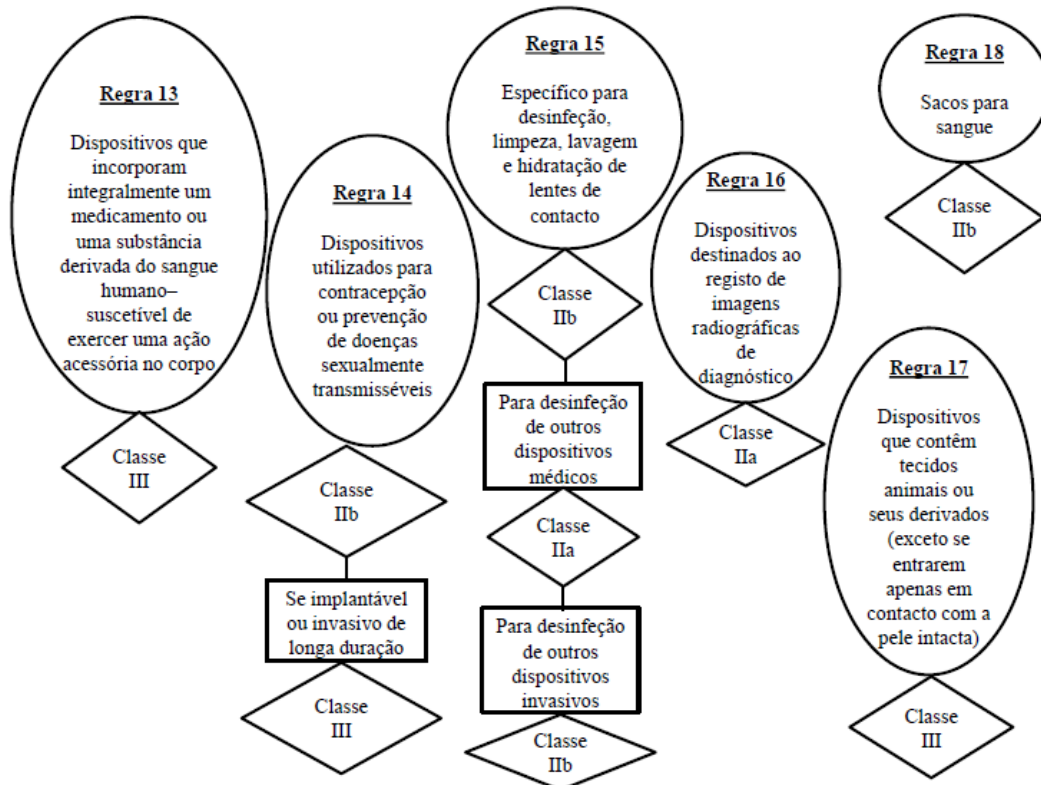 Regra 13
Dispositivos que
incorporam
integralmente um
medicamento ou
uma substância
derivada do sangue
humano–
suscetível de
exercer uma ação
acessória no corpo
Classe
III
Regra 14
Dispositivos
utilizados para
contracepção
ou prevenção
de doenças
sexualmente
transmisséveis
Classe
IIb
Se implantável
ou invasivo de
longa duração
Classe
III
Regra 15
Específico para
desinfeção,
limpeza, lavagem
e hidratação de
lentes de
contacto
Classe
IIb
Para desinfeção
de outros
dispositivos
médicos
Classe
IIa
Para desinfeção
de outros
dispositivos
invasivos
Classe
IIb
Regra 16
Dispositivos
destinados ao
registo de
imagens
radiográficas
de
diagnóstico
Classe
IIa
Regra 17
Dispositivos
que contêm
tecidos
animais ou
seus derivados
(exceto se
entrarem
apenas em
contacto com a
pele intacta)
Classe
III
Regra 18
Sacos para
sangue
Classe
IIb